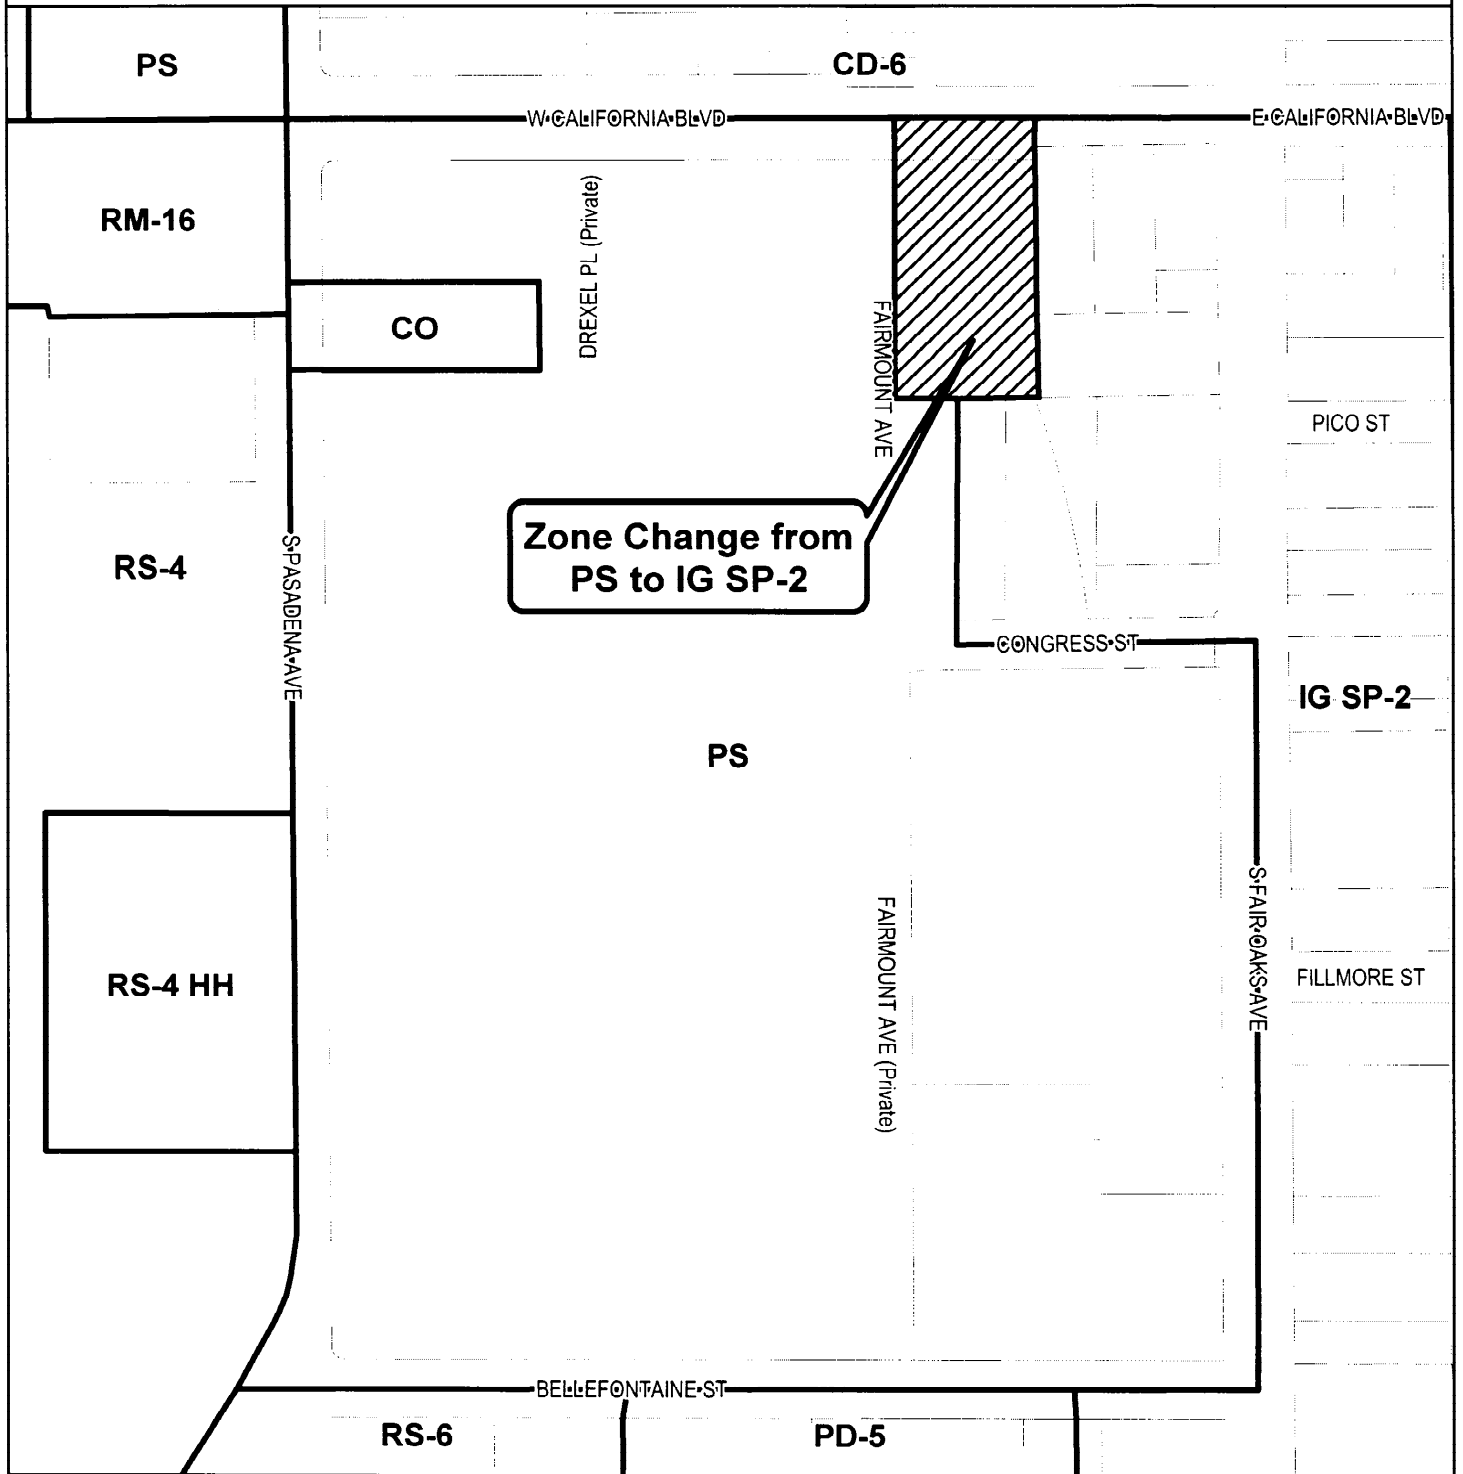 PS
CD-6
W CALIFORNIA BLVD
E CALIFORNIA BLVD
RM-16
DREXEL PL (Private)
CO
FAIRMOUNT AVE
PICO ST
Zone Change from
PS to IG SP-2
RS-4
S PASADENA AVE
CONGRESS ST
IG SP-2
PS
RS-4 HH
FAIRMOUNT AVE (Private)
S FAIR OAKS AVE
FILLMORE ST
BELLEFONTAINE ST
RS-6
PD-5